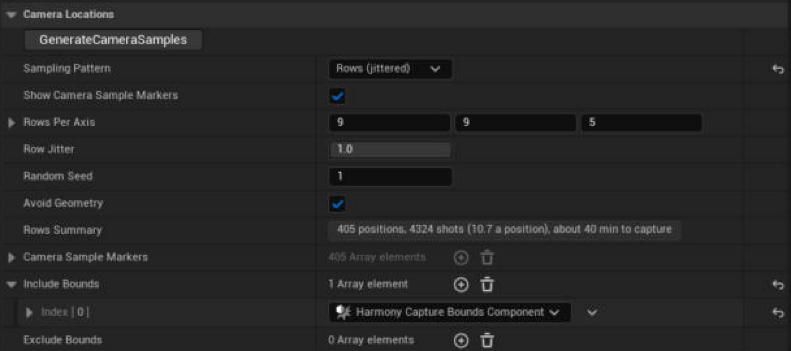 Camera Locations
GenerateCameraSamples
Sampling Pattern Rows (jittered)
Show Camera Sample Markers
Rows Per Axis 9 9 5
Row Jitter 1.0
Random Seed 1
Avoid Geometry
Rows Summary 405 positions, 4324 shots (10.7 a position), about 40 min to capture
Camera Sample Markers 405 Array elements
Include Bounds 1 Array element
Index [ 0 ] Harmony Capture Bounds Component
Exclude Bounds 0 Array elements